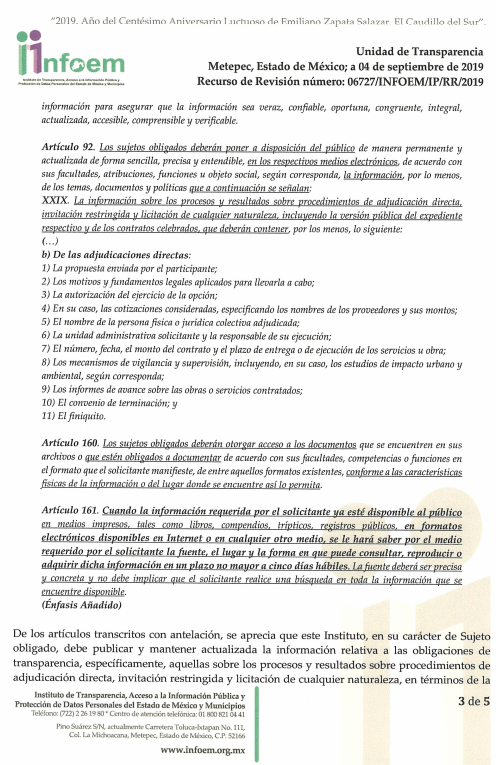 "2019. Año del Centésimo Aniversario Luctuoso de Emiliano Zapata Salazar. El Caudillo del Sur".
infoem
Instituto de Transparencia, Acceso a la Información Pública y
Protección de Datos Personales del Estado de México y Municipios
Unidad de Transparencia
Metepec, Estado de México; a 04 de septiembre de 2019
Recurso de Revisión número: 06727/INFOEM/IP/RR/2019
información para asegurar que la información sea veraz, confiable, oportuna, congruente, integral,
actualizada, accesible, comprensible y verificable.
Artículo 92. Los sujetos obligados deberán poner a disposición del público de manera permanente y
actualizada de forma sencilla, precisa y entendible, en los respectivos medios electrónicos, de acuerdo con
sus facultades, atribuciones, funciones u objeto social, según corresponda, la información, por lo menos,
de los temas, documentos y políticas que a continuación se señalan:
XXIX. La información sobre los procesos y resultados sobre procedimientos de adjudicación directa,
invitación restringida y licitación de cualquier naturaleza, incluyendo la versión pública del expediente
respectivo y de los contratos celebrados, que deberán contener, por los menos, lo siguiente:
(...)
b) De las adjudicaciones directas:
1) La propuesta enviada por el participante;
2) Los motivos y fundamentos legales aplicados para llevarla a cabo;
3) La autorización del ejercicio de la opción;
4) En su caso, las cotizaciones consideradas, especificando los nombres de los proveedores y sus montos;
5) El nombre de la persona física o jurídica colectiva adjudicada;
6) La unidad administrativa solicitante y la responsable de su ejecución;
7) El número, fecha, el monto del contrato y el plazo de entrega o de ejecución de los servicios u obra;
8) Los mecanismos de vigilancia y supervisión, incluyendo, en su caso, los estudios de impacto urbano y
ambiental, según corresponda;
9) Los informes de avance sobre las obras o servicios contratados;
10) El convenio de terminación; y
11) El finiquito.
Artículo 160. Los sujetos obligados deberán otorgar acceso a los documentos que se encuentren en sus
archivos o que estén obligados a documentar de acuerdo con sus facultades, competencias o funciones en
el formato que el solicitante manifieste, de entre aquellos formatos existentes, conforme a las características
físicas de la información o del lugar donde se encuentre así lo permita.
Artículo 161. Cuando la información requerida por el solicitante ya esté disponible al público
en medios impresos, tales como libros, compendios, trípticos, registros públicos, en formatos
electrónicos disponibles en Internet o en cualquier otro medio, se le hará saber por el medio
requerido por el solicitante la fuente, el lugar y la forma en que puede consultar, reproducir o
adquirir dicha información en un plazo no mayor a cinco días hábiles. La fuente deberá ser precisa
y concreta y no debe implicar que el solicitante realice una búsqueda en toda la información que se
encuentre disponible.
(Énfasis Añadido)
De los artículos transcritos con antelación, se aprecia que este Instituto, en su carácter de Sujeto
obligado, debe publicar y mantener actualizada la información relativa a las obligaciones de
transparencia, específicamente, aquellas sobre los procesos y resultados sobre procedimientos de
adjudicación directa, invitación restringida y licitación de cualquier naturaleza, en términos de la
Instituto de Transparencia, Acceso a la Información Pública y
Protección de Datos Personales del Estado de México y Municipios
Teléfono: (722) 2 26 19 80 * Centro de atención telefónica: 01 800 821 04 41
Pino Suárez S/N, actualmente Carretera Toluca-Ixtapan No. 111,
Col. La Michoacana, Metepec, Estado de México, C.P. 52166
www.infoem.org.mx
3 de 5